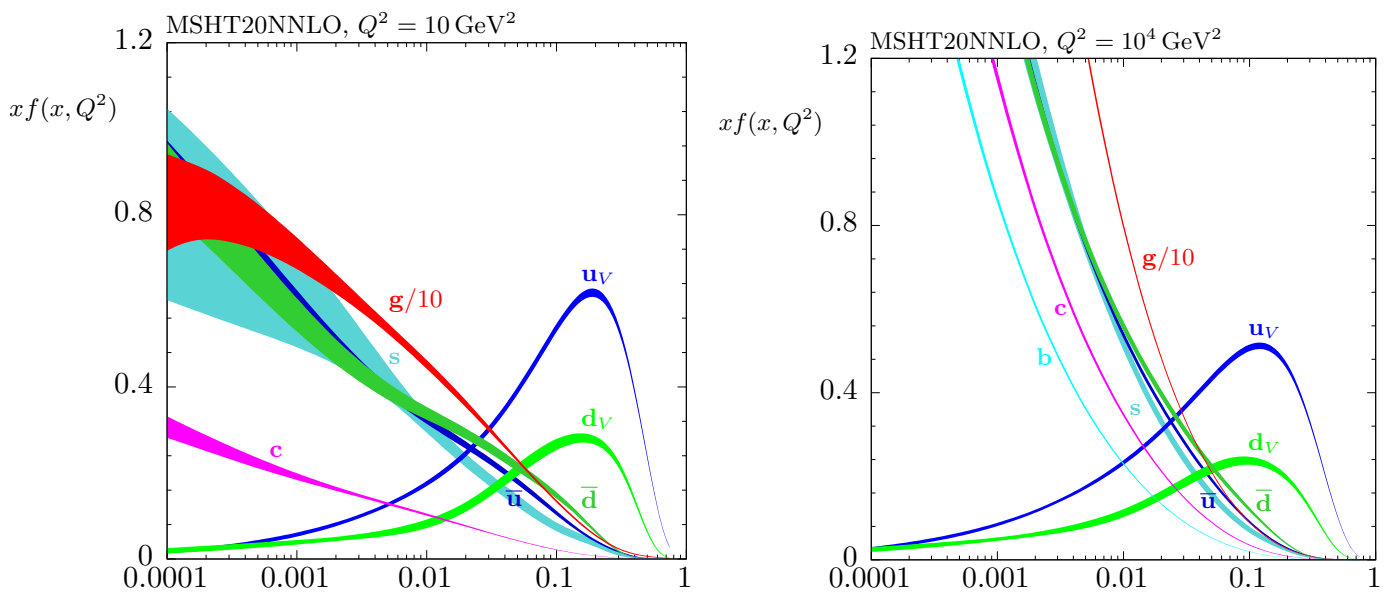 MSHT20NNLO, Q² = 10 GeV²
1.2
xf(x, Q²)
0.8
0.4
0
g/10
s
c
u_V
d_V
u̅
d̅
0.0001 0.001 0.01 0.1 1
MSHT20NNLO, Q² = 10⁴ GeV²
1.2
xf(x, Q²)
0.8
0.4
0
g/10
c
b
s
u_V
d_V
u̅
d̅
0.0001 0.001 0.01 0.1 1